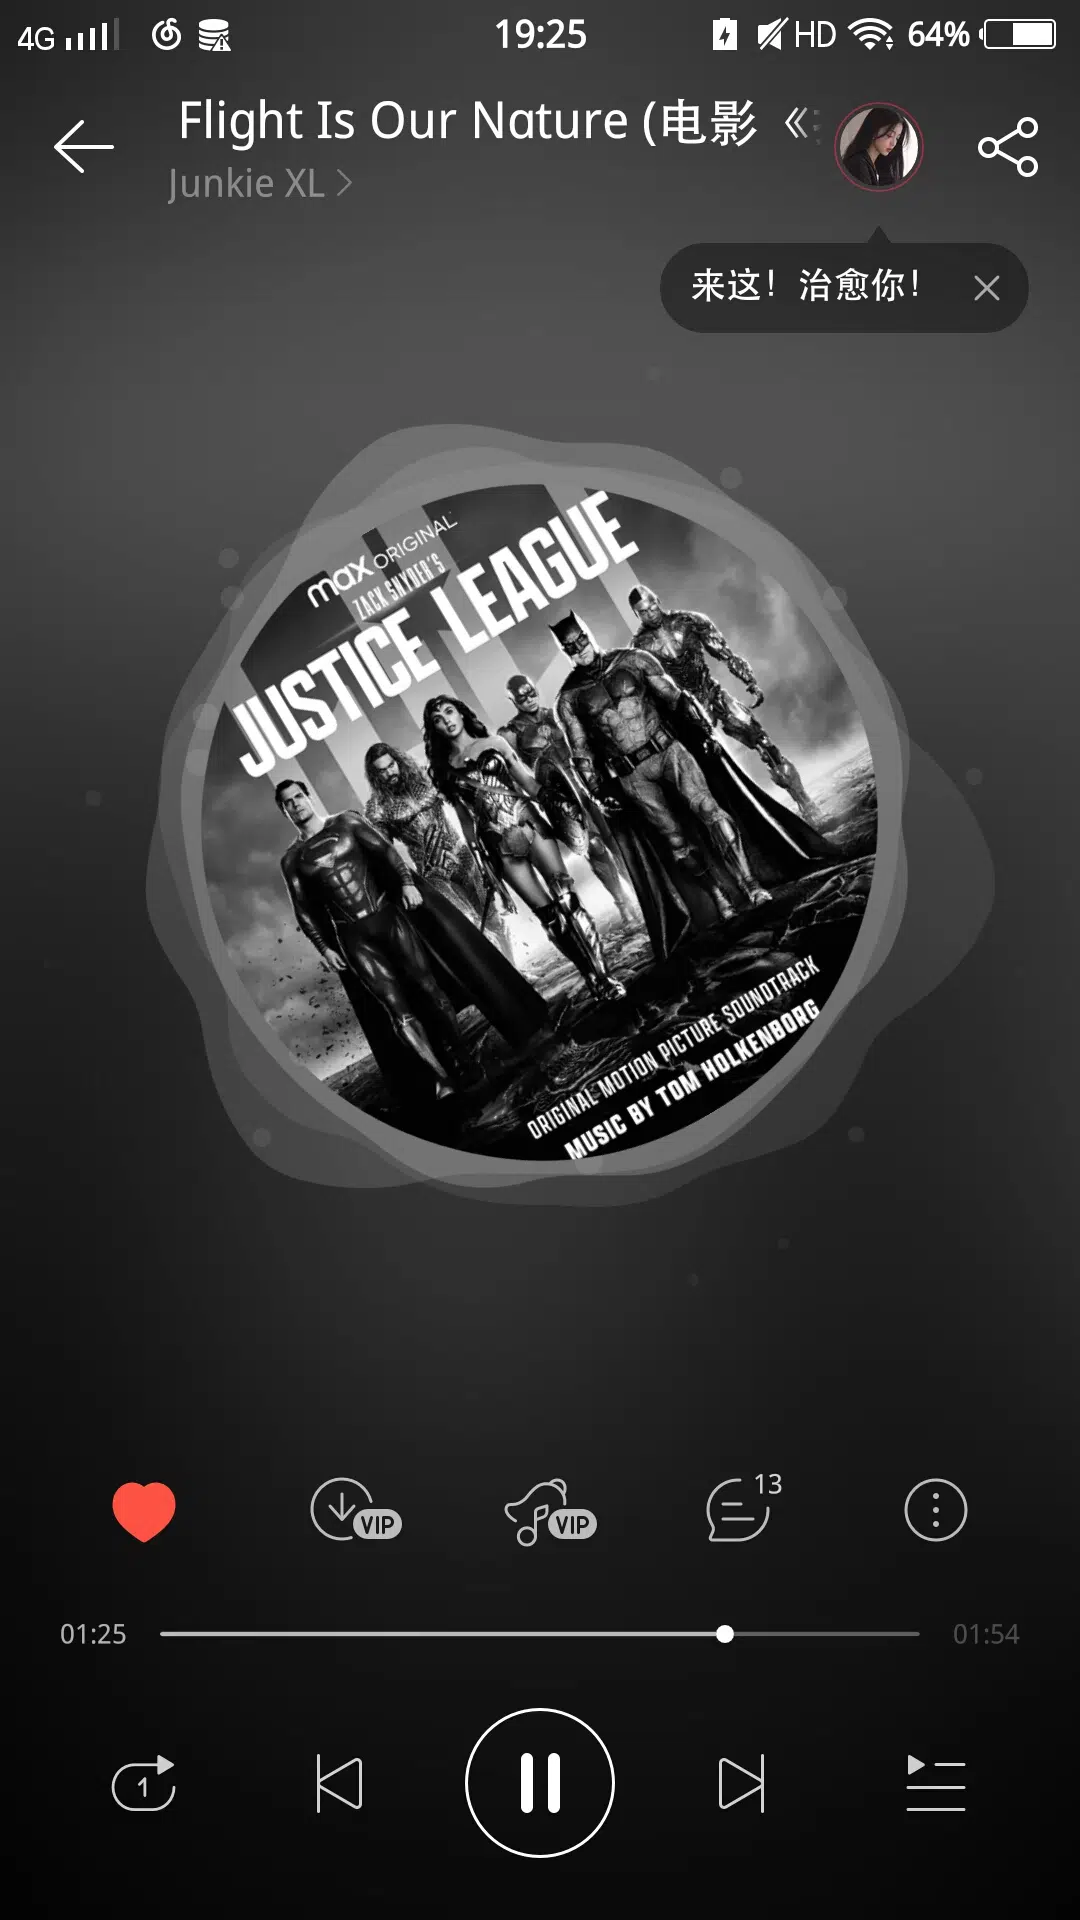 4G 19:25 HD 64%
Flight Is Our Nature (电影 《
Junkie XL
来这！治愈你！
max ORIGINAL
ZACK SNYDER'S
JUSTICE LEAGUE
ORIGINAL MOTION PICTURE SOUNDTRACK
MUSIC BY TOM HOLKENBORG
VIP VIP 13
01:25 01:54
1